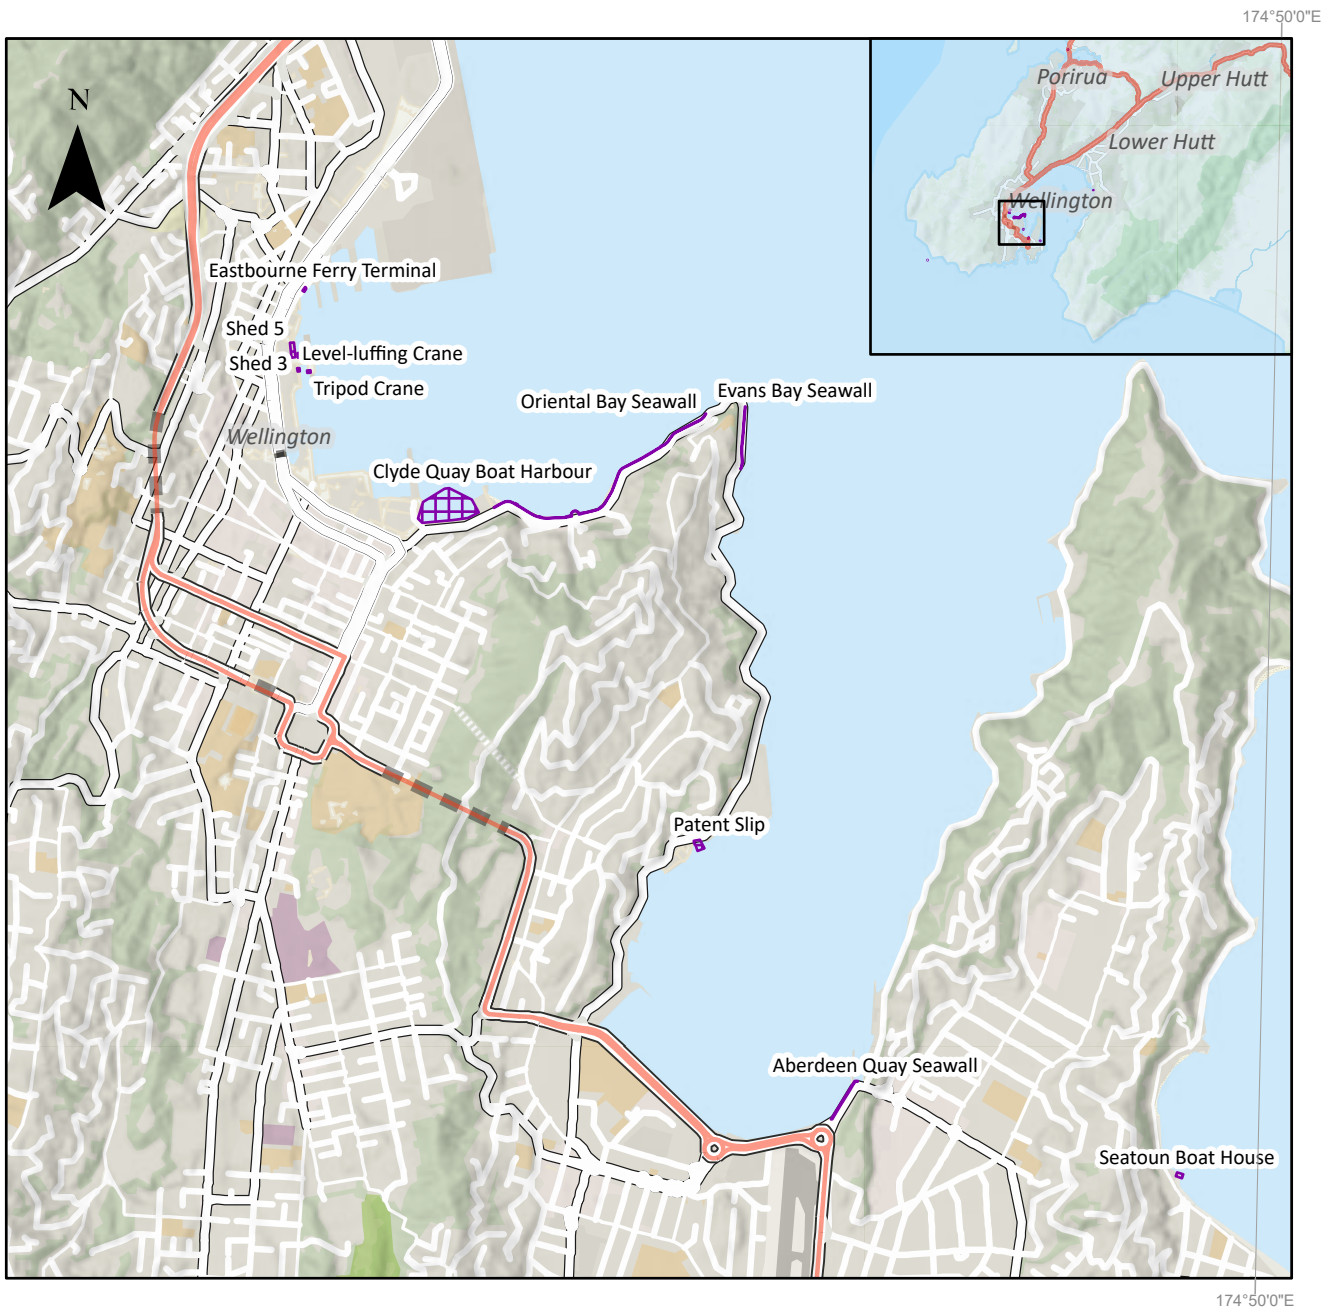 174°50'0"E
N
Porirua
Upper Hutt
Lower Hutt
Wellington
Eastbourne Ferry Terminal
Shed 5
Level-luffing Crane
Shed 3
Tripod Crane
Evans Bay Seawall
Oriental Bay Seawall
Wellington
Clyde Quay Boat Harbour
Patent Slip
Aberdeen Quay Seawall
Seatoun Boat House
174°50'0"E